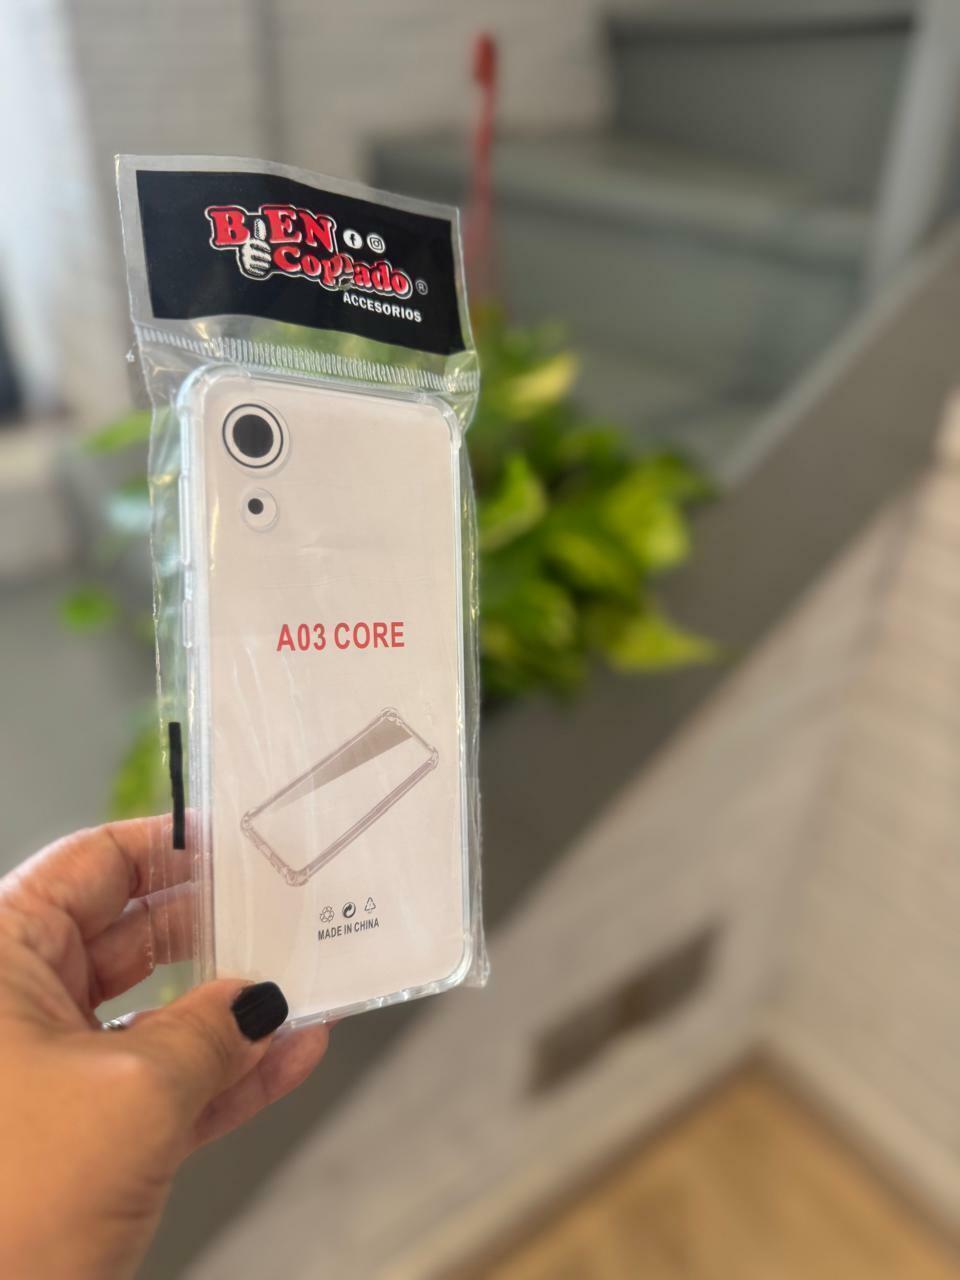 BIEN
Copado
ACCESORIOS
A03 CORE
MADE IN CHINA